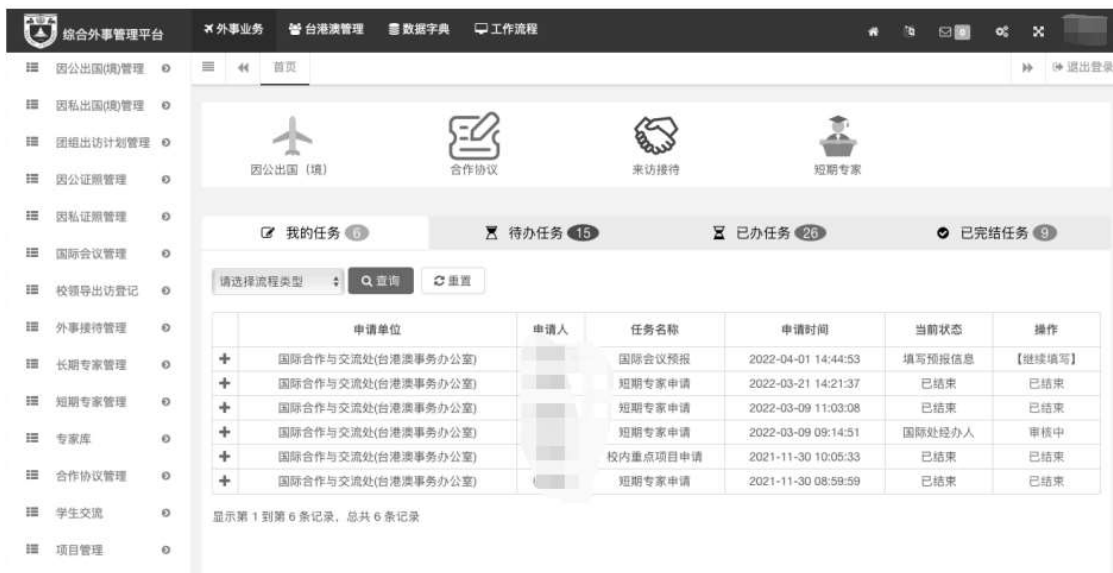 综合外事管理平台
外事业务 台港澳管理 数据字典 工作流程
0
因公出国(境)管理
因私出国(境)管理
团组出访计划管理
因公证照管理
因私证照管理
国际会议管理
校领导出访登记
外事接待管理
长期专家管理
短期专家管理
专家库
合作协议管理
学生交流
项目管理
首页 退出登录
因公出国（境） 合作协议 来访接待 短期专家
我的任务 6 待办任务 15 已办任务 26 已完结任务 9
请选择流程类型 查询 重置
申请单位 申请人 任务名称 申请时间 当前状态 操作
国际合作与交流处(台港澳事务办公室) 国际会议预报 2022-04-01 14:44:53 填写预报信息 【继续填写】
国际合作与交流处(台港澳事务办公室) 短期专家申请 2022-03-21 14:21:37 已结束 已结束
国际合作与交流处(台港澳事务办公室) 短期专家申请 2022-03-09 11:03:08 已结束 已结束
国际合作与交流处(台港澳事务办公室) 短期专家申请 2022-03-09 09:14:51 国际处经办人 审核中
国际合作与交流处(台港澳事务办公室) 校内重点项目申请 2021-11-30 10:05:33 已结束 已结束
国际合作与交流处(台港澳事务办公室) 短期专家申请 2021-11-30 08:59:59 已结束 已结束
显示第 1 到第 6 条记录，总共 6 条记录